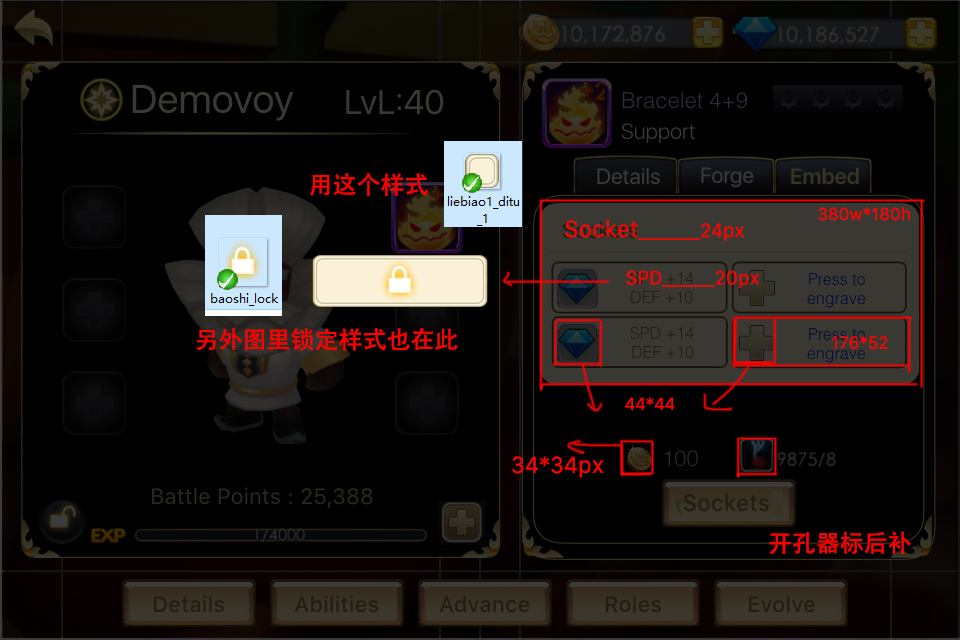 10,172,876
10,186,527
Demovoy
LvL:40
用这个样式
liebiao1_ditu
_1
baoshi_lock
另外图里锁定样式也在此
Battle Points : 25,388
EXP
1/4000
Bracelet 4+9
Support
Details
Forge
Embed
380w*180h
Socket______24px
SPD +14
SPD_____20px
DEF +10
Press to
engrave
SPD +14
DEF +10
Press to
engrave
176*52
44*44
34*34px
100
9875/8
Sockets
开孔器标后补
Details
Abilities
Advance
Roles
Evolve